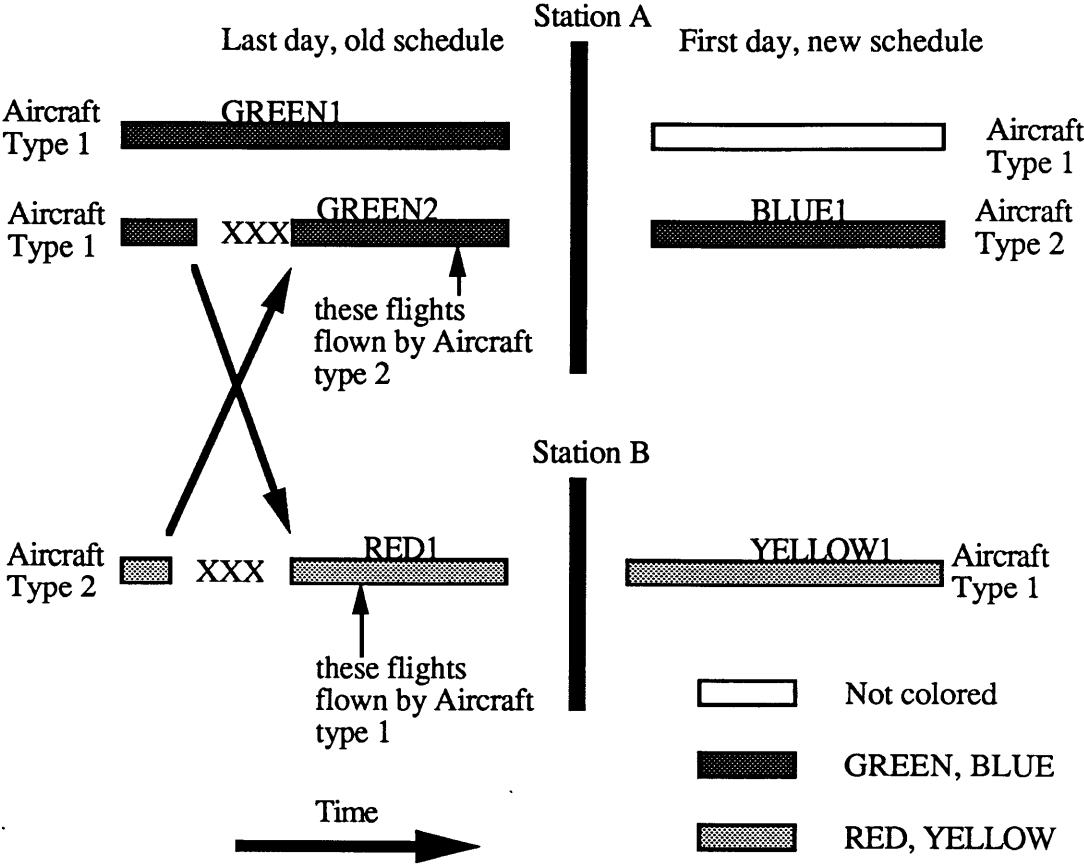 Station A
Last day, old schedule
First day, new schedule
Aircraft
Type 1
GREEN1
Aircraft
Type 1
Aircraft
Type 1
XXX
GREEN2
BLUE1
Aircraft
Type 2
these flights
flown by Aircraft
type 2
Station B
Aircraft
Type 2
XXX
RED1
YELLOW1
Aircraft
Type 1
these flights
flown by Aircraft
type 1
Not colored
GREEN, BLUE
RED, YELLOW
Time